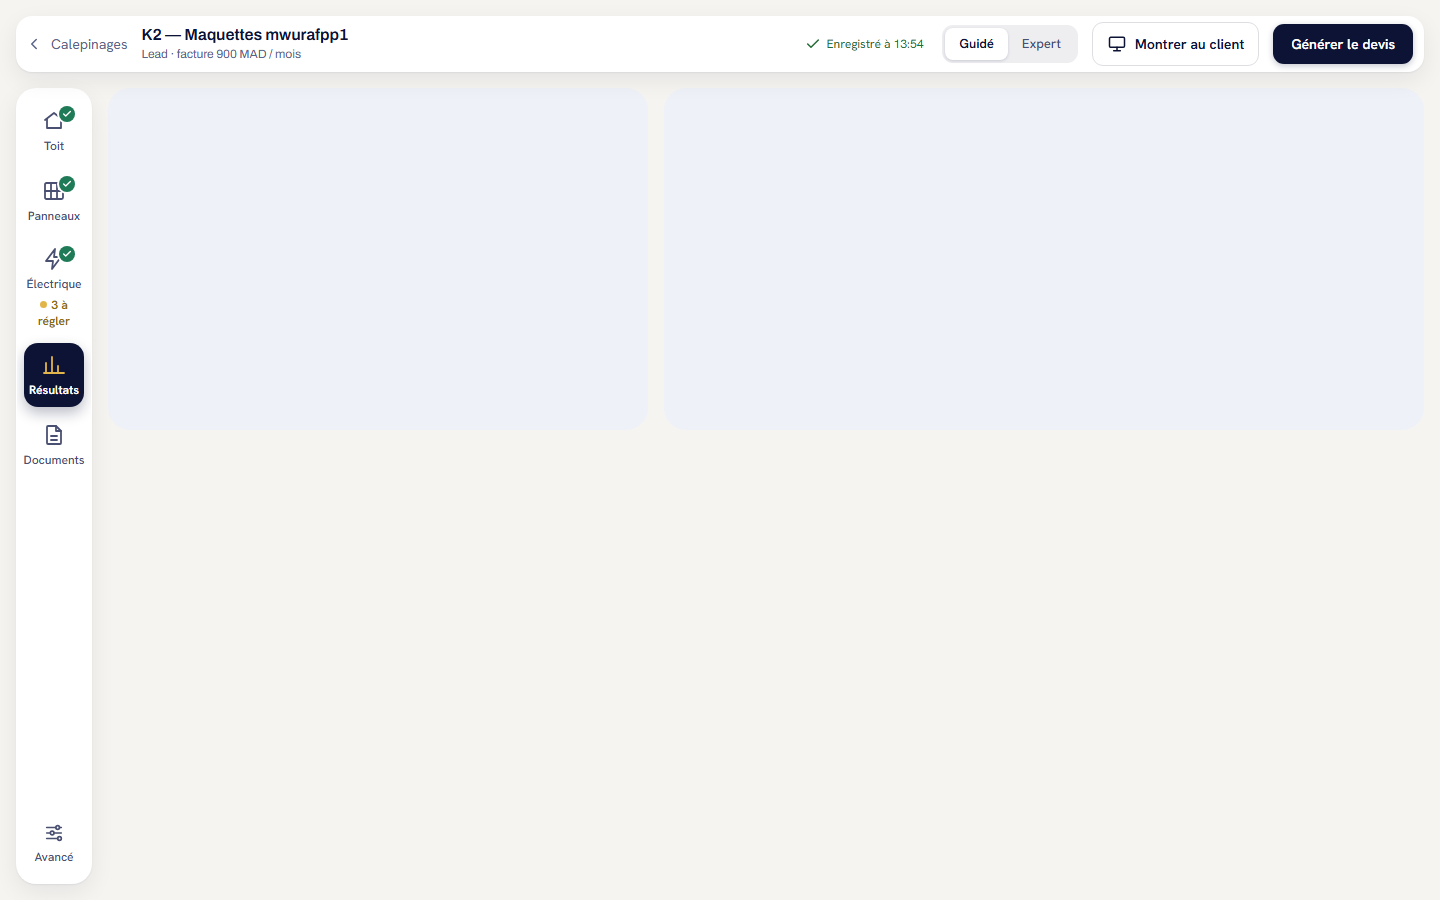 Calepinages
K2 — Maquettes mwurafpp1
Lead · facture 900 MAD / mois
Enregistré à 13:54
Guidé
Expert
Montrer au client
Générer le devis
Toit
Panneaux
Électrique
3 à
régler
Résultats
Documents
Avancé